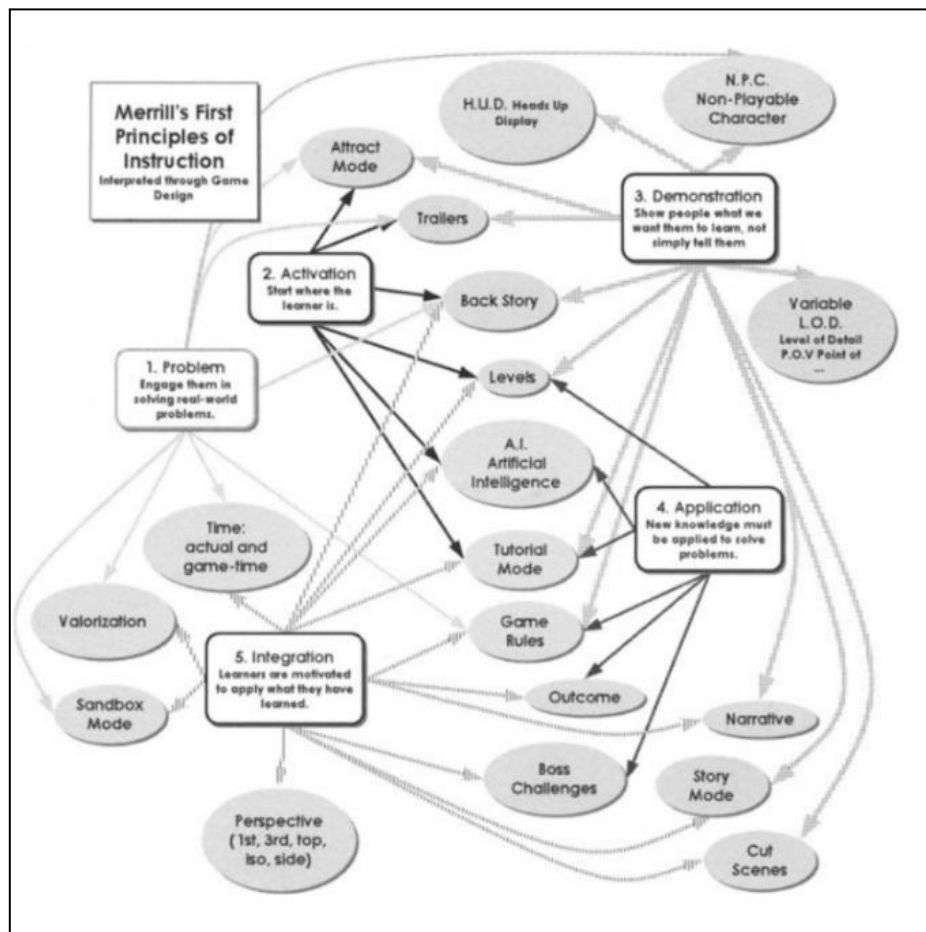 Merrill's First
Principles of
Instruction
Interpreted through Game
Design
H.U.D. Heads Up
Display
N.P.C.
Non-Playable
Character
Attract
Mode
Trailers
3. Demonstration
Show people what we
want them to learn, not
simply tell them
2. Activation
Start where the
learner is.
Back Story
Variable
L.O.D.
Level of Detail
P.O.V Point of
...
1. Problem
Engage them in
solving real-world
problems.
Levels
A.I.
Artificial
Intelligence
4. Application
New knowledge must
be applied to solve
problems.
Time:
actual and
game-time
Tutorial
Mode
Valorization
Game
Rules
5. Integration
Learners are motivated
to apply what they have
learned.
Sandbox
Mode
Outcome
Narrative
Boss
Challenges
Story
Mode
Perspective
(1st, 3rd, top,
iso, side)
Cut
Scenes